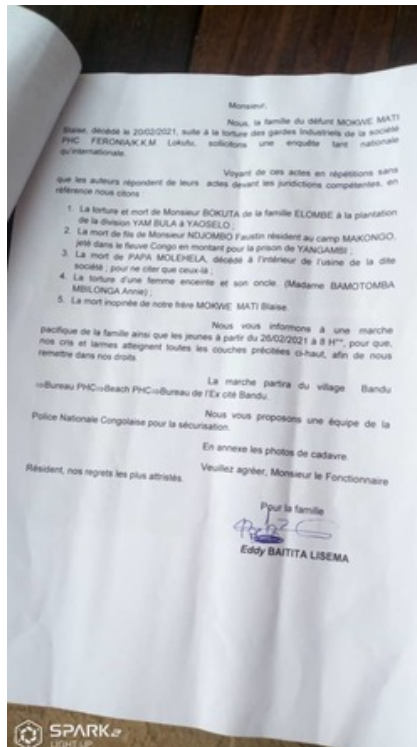 Monsieur,
Nous, la famille du défunt MOKWE MATI
Blaise, décédé le 20/02/2021, suite à la torture des gardes Industriels de la société
PHC FERONIA/K.K.M Lokutu, sollicitons une enquête tant nationale
qu'internationale.
Voyant de ces actes en répétitions sans
que les auteurs répondent de leurs actes devant les juridictions compétentes, en
référence nous citons :
1. La torture et mort de Monsieur BOKUTA de la famille ELOMBE à la plantation
de la division YAM BULA à YAOSELO ;
2. La mort de fils de Monsieur NDJOMBO Faustin résident au camp MAKONGO,
jeté dans le fleuve Congo en montant pour la prison de YANGAMBI ;
3. La mort de PAPA MOLEHELA, décédé à l'intérieur de l'usine de la dite
société ; pour ne citer que ceux-là ;
4. La torture d'une femme enceinte et son oncle. (Madame BAMOTOMBA
MBILONGA Annie) ;
5. La mort inopinée de notre frère MOKWE MATI Blaise.
Nous vous informons à une marche
pacifique de la famille ainsi que les jeunes à partir du 26/02/2021 à 8 H, pour que,
nos cris et larmes atteignent toutes les couches précitées ci-haut, afin de nous
remettre dans nos droits.
La marche partira du village Bandu
⇒Bureau PHC⇒Beach PHC⇒Bureau de l'Ex cité Bandu.
Nous vous proposons une équipe de la
Police Nationale Congolaise pour la sécurisation.
En annexe les photos de cadavre.
Veuillez agréer, Monsieur le Fonctionnaire
Résident, nos regrets les plus attristés.
Pour la famille
Eddy BAITITA LISEMA
SPARK
LIGHT UP